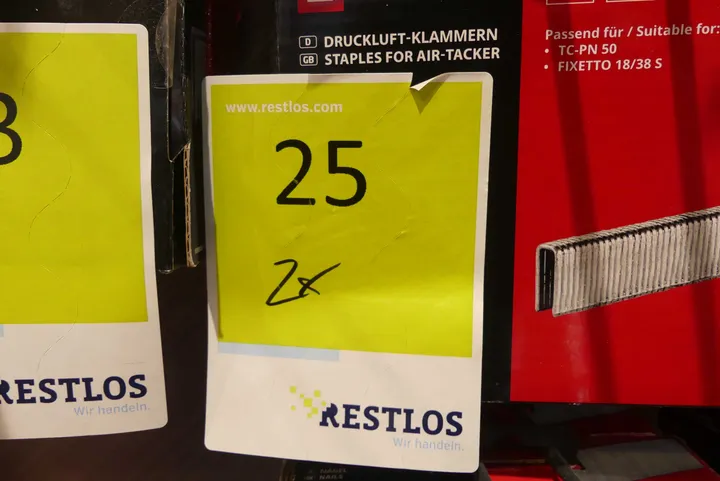 D DRUCKLUFT-KLAMMERN
GB STAPLES FOR AIR-TACKER
Passend für / Suitable for:
• TC-PN 50
• FIXETTO 18/38 S
www.restlos.com
25
2x
RESTLOS
Wir handeln.
RESTLOS
Wir handeln.